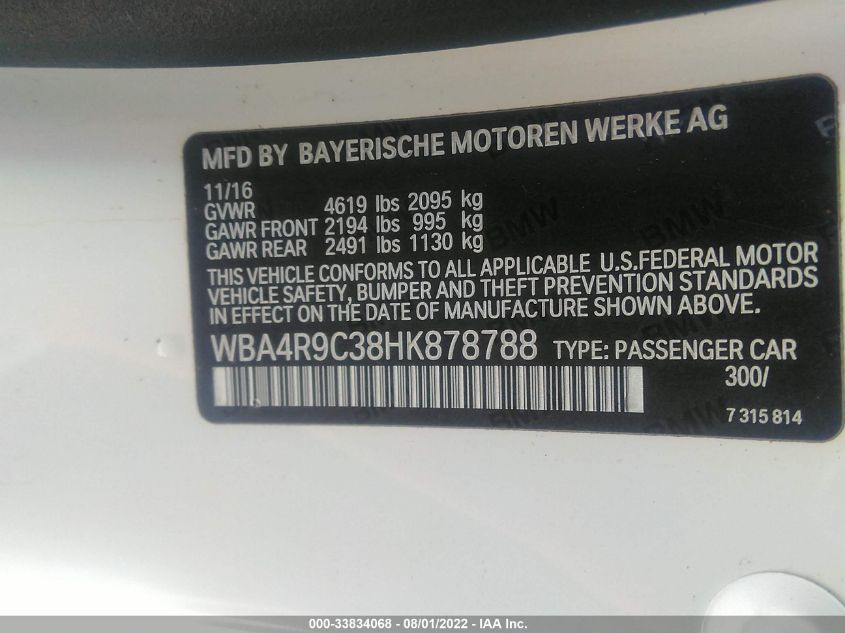 MFD BY BAYERISCHE MOTOREN WERKE AG
11/16
GVWR 4619 lbs 2095 kg
GAWR FRONT 2194 lbs 995 kg
GAWR REAR 2491 lbs 1130 kg
THIS VEHICLE CONFORMS TO ALL APPLICABLE U.S.FEDERAL MOTOR
VEHICLE SAFETY, BUMPER AND THEFT PREVENTION STANDARDS
IN EFFECT ON THE DATE OF MANUFACTURE SHOWN ABOVE.
WBA4R9C38HK878788 TYPE: PASSENGER CAR
300/
7 315 814
000-33834068 - 08/01/2022 - IAA Inc.